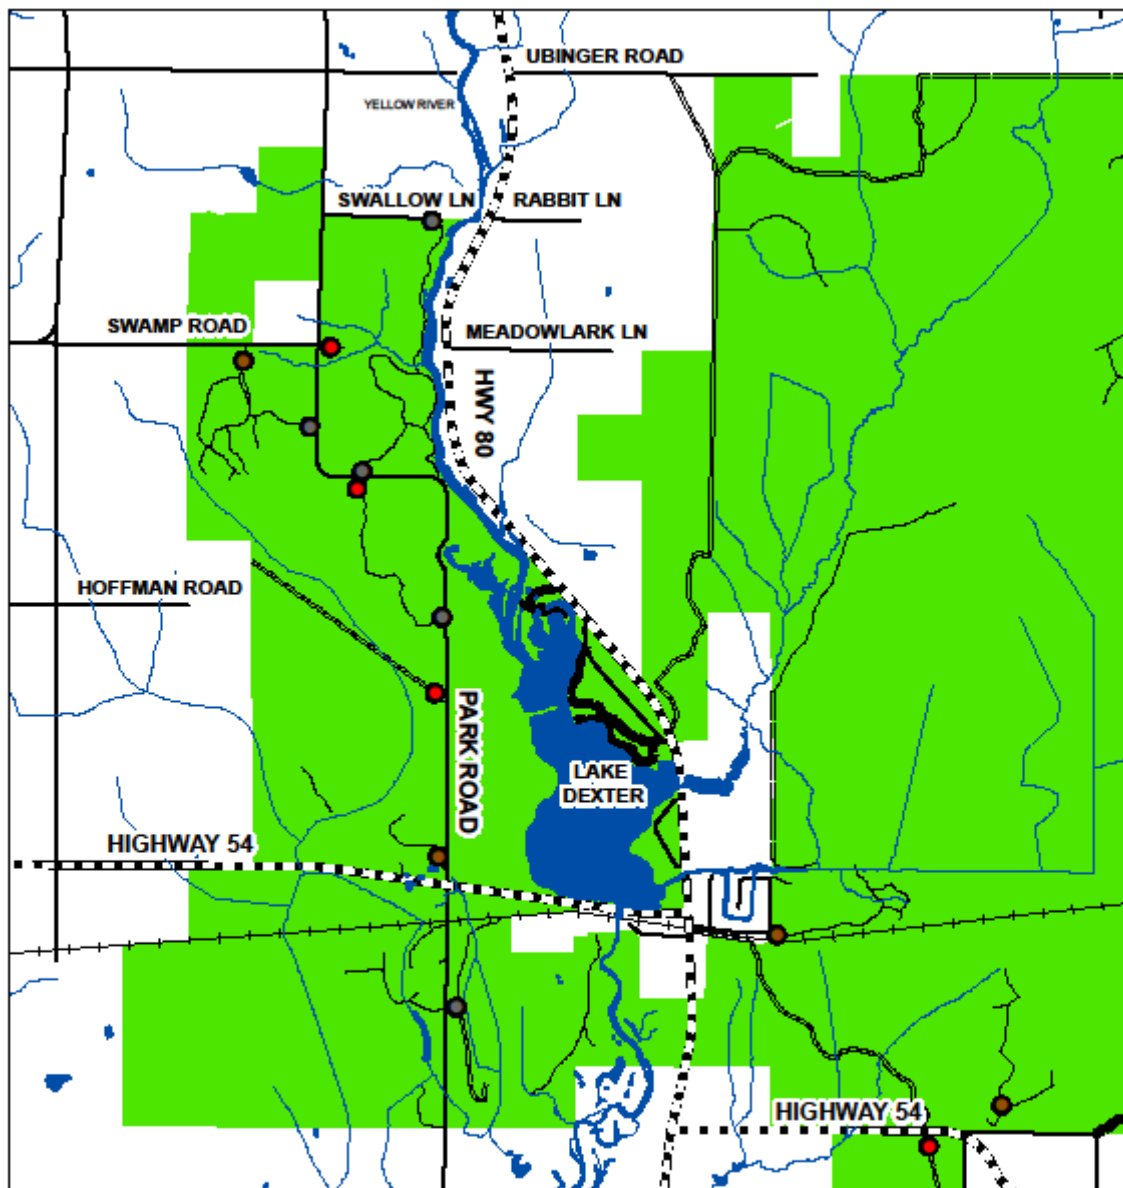 UBINGER ROAD
YELLOW RIVER
SWALLOW LN
RABBIT LN
SWAMP ROAD
MEADOWLARK LN
HWY 80
HOFFMAN ROAD
PARK ROAD
LAKE
DEXTER
HIGHWAY 54
HIGHWAY 54